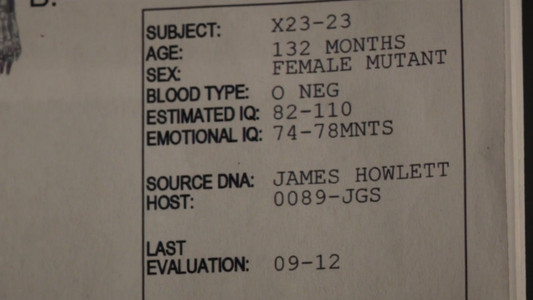 SUBJECT: X23-23
AGE: 132 MONTHS
SEX: FEMALE MUTANT
BLOOD TYPE: O NEG
ESTIMATED IQ: 82-110
EMOTIONAL IQ: 74-78MNTS
SOURCE DNA: JAMES HOWLETT
HOST: 0089-JGS
LAST
EVALUATION: 09-12